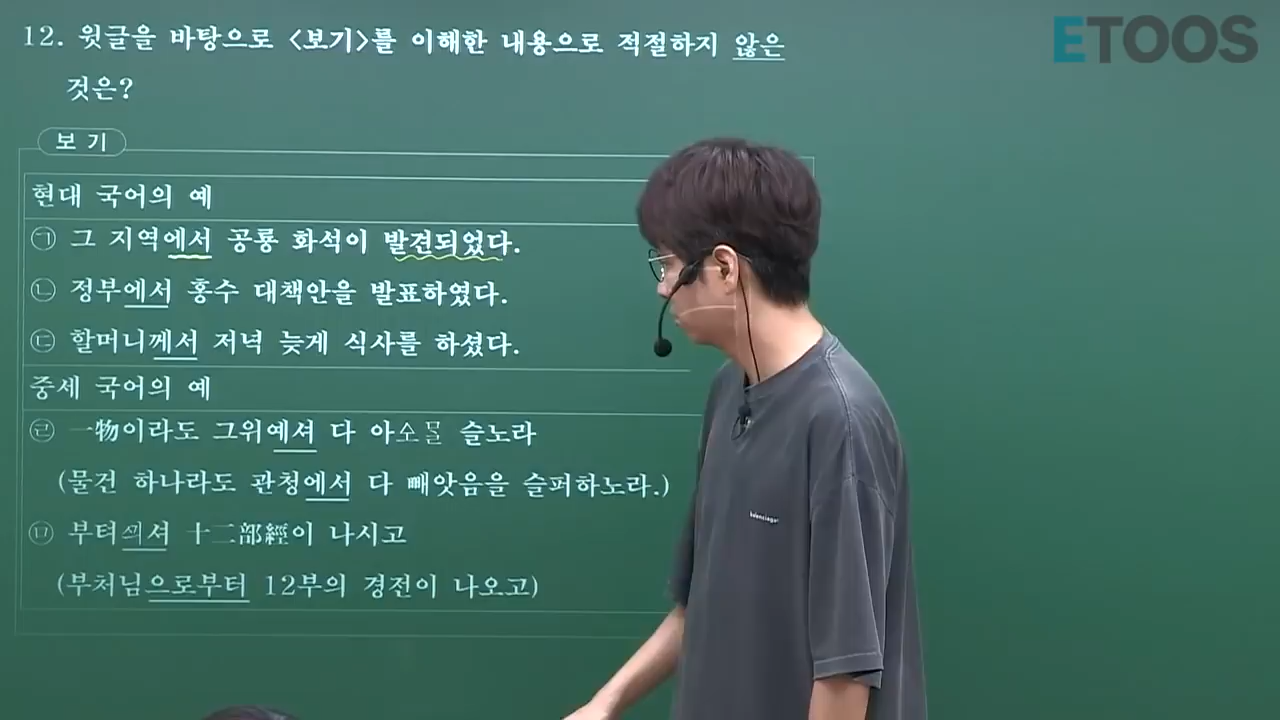 ETOOS
12. 윗글을 바탕으로 <보기>를 이해한 내용으로 적절하지 않은
것은?
보 기
현대 국어의 예
㉠ 그 지역에서 공룡 화석이 발견되었다.
㉡ 정부에서 홍수 대책안을 발표하였다.
㉢ 할머니께서 저녁 늦게 식사를 하셨다.
중세 국어의 예
㉣ 一物이라도 그위예셔 다 아소믈 슬노라
(물건 하나라도 관청에서 다 빼앗음을 슬퍼하노라.)
㉤ 부텨셔 十二部經이 나시고
(부처님으로부터 12부의 경전이 나오고)
balenciaga